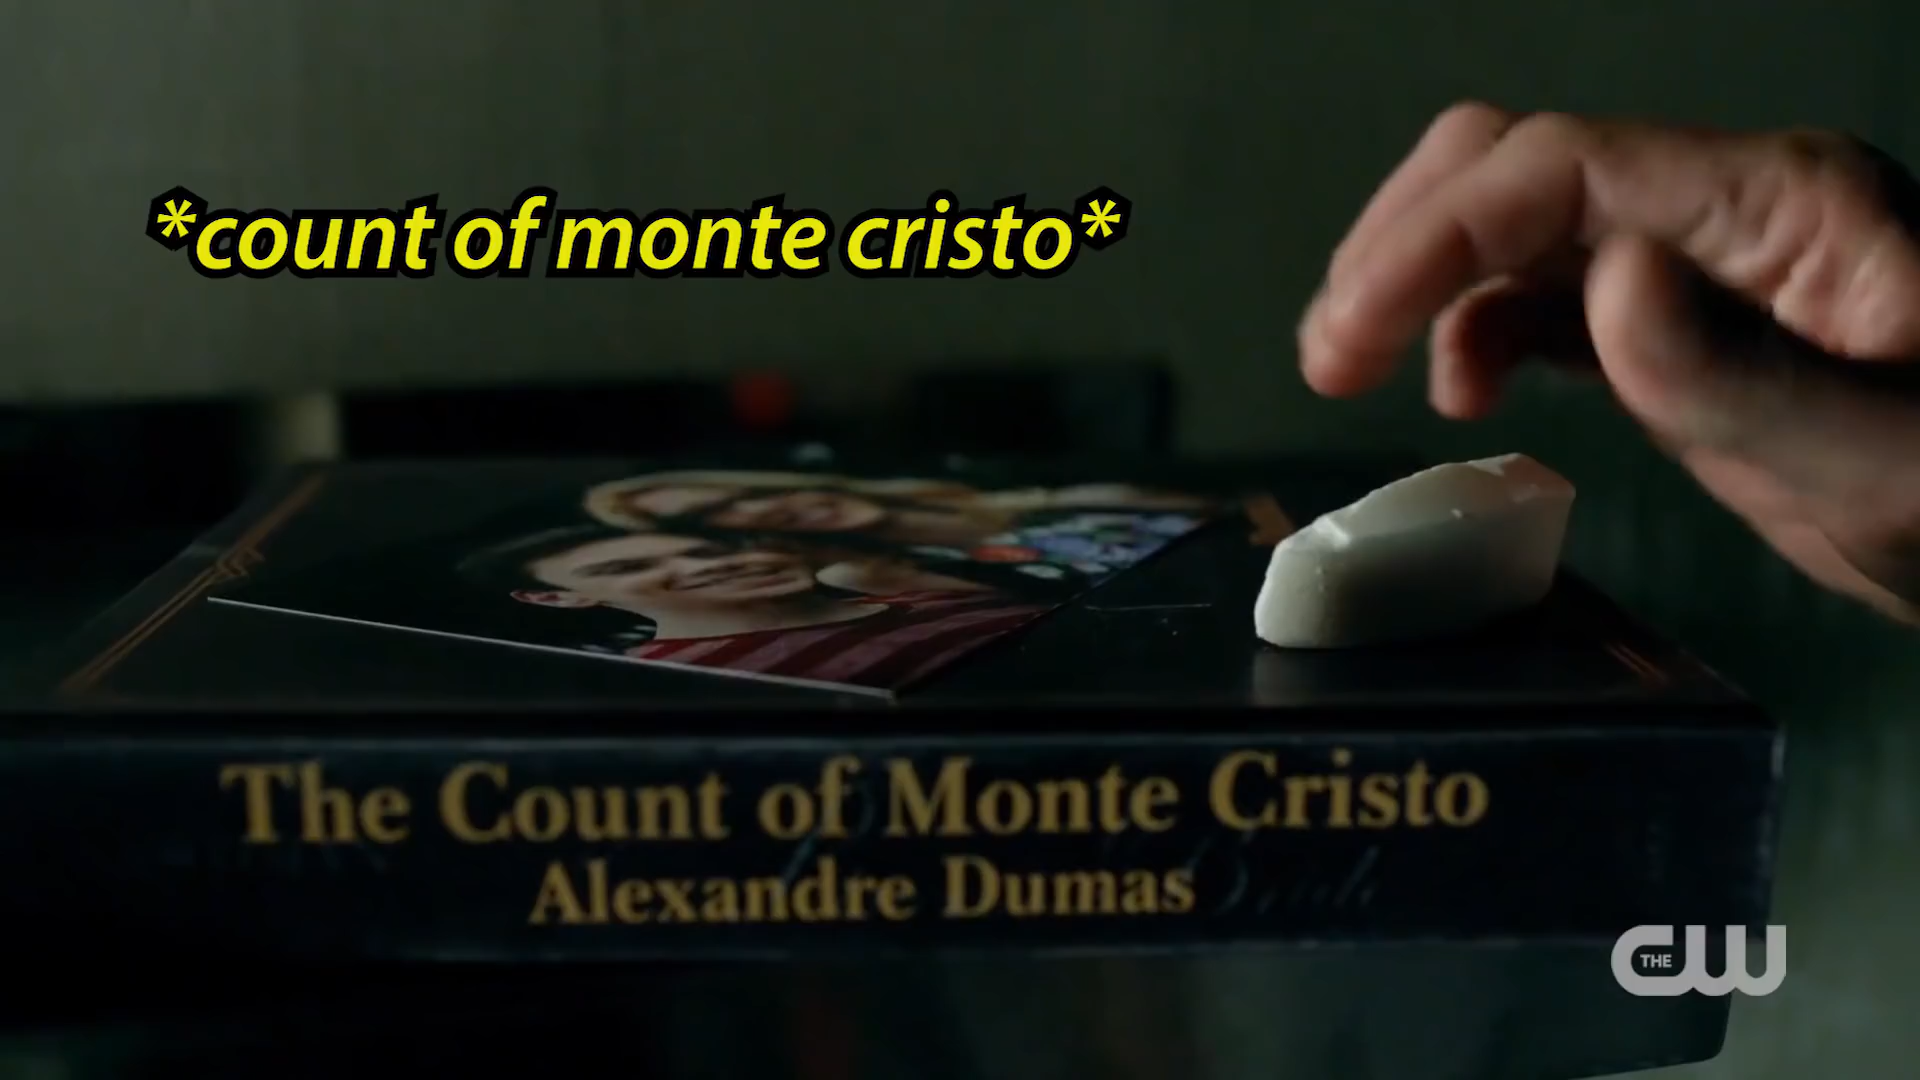 *count of monte cristo*
The Count of Monte Cristo
Alexandre Dumas
THE CW